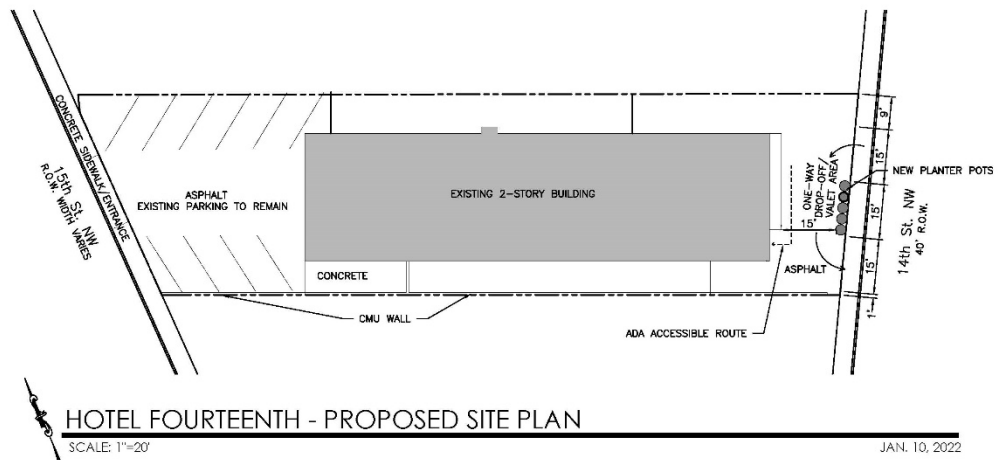 CONCRETE SIDEWALK/ENTRANCE
15th St. NW
R.O.W. WIDTH VARIES
ASPHALT
EXISTING PARKING TO REMAIN
EXISTING 2-STORY BUILDING
CONCRETE
CMU WALL
ONE-WAY
DROP-OFF/
VALET AREA
15'
ASPHALT
ADA ACCESSIBLE ROUTE
9'
15'
15'
15'
1'
NEW PLANTER POTS
14th St. NW
40' R.O.W.
HOTEL FOURTEENTH - PROPOSED SITE PLAN
SCALE: 1"=20'
JAN. 10, 2022